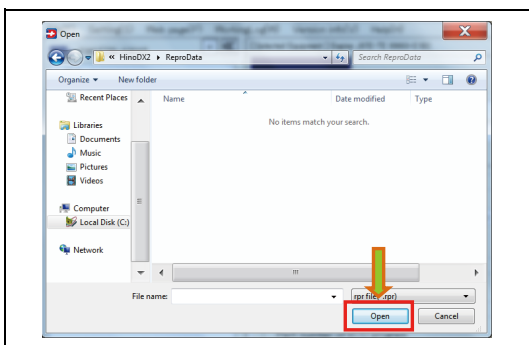 Open
« HinoDX2 ▸ ReproData
Search ReproData
Organize ▾ New folder
Recent Places
Name
Date modified
Type
No items match your search.
Libraries
Documents
Music
Pictures
Videos
Computer
Local Disk (C:)
Network
File name:
rpr file .rpr)
Open
Cancel